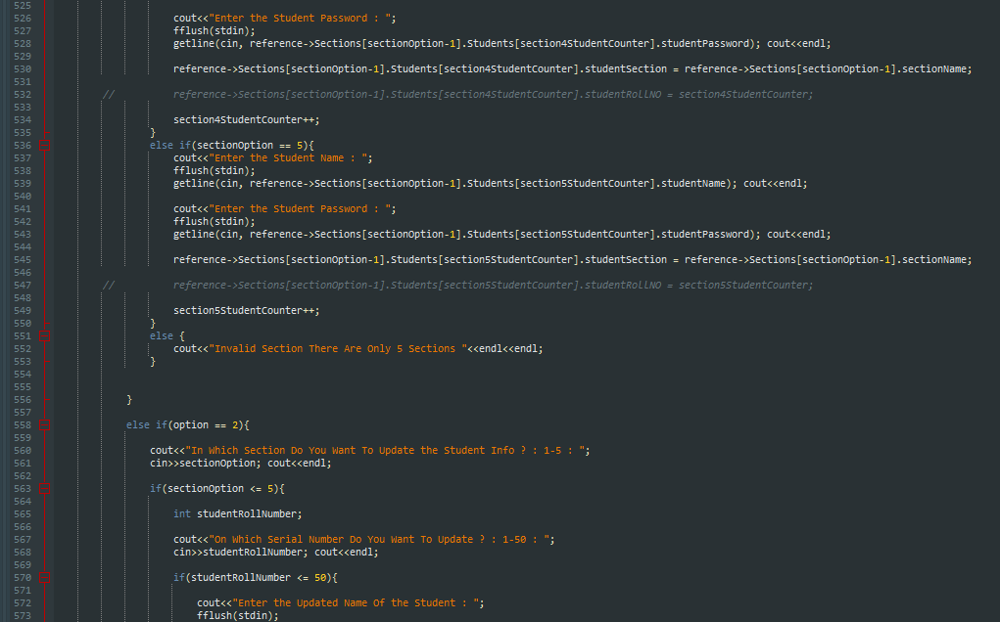 525
526 cout<<"Enter the Student Password : ";
527 fflush(stdin);
528 getline(cin, reference->Sections[sectionOption-1].Students[section4StudentCounter].studentPassword); cout<<endl;
529
530 reference->Sections[sectionOption-1].Students[section4StudentCounter].studentSection = reference->Sections[sectionOption-1].sectionName;
531
532 // reference->Sections[sectionOption-1].Students[section4StudentCounter].studentRollNO = section4StudentCounter;
533
534 section4StudentCounter++;
535 }
536 else if(sectionOption == 5){
537 cout<<"Enter the Student Name : ";
538 fflush(stdin);
539 getline(cin, reference->Sections[sectionOption-1].Students[section5StudentCounter].studentName); cout<<endl;
540
541 cout<<"Enter the Student Password : ";
542 fflush(stdin);
543 getline(cin, reference->Sections[sectionOption-1].Students[section5StudentCounter].studentPassword); cout<<endl;
544
545 reference->Sections[sectionOption-1].Students[section5StudentCounter].studentSection = reference->Sections[sectionOption-1].sectionName;
546
547 // reference->Sections[sectionOption-1].Students[section5StudentCounter].studentRollNO = section5StudentCounter;
548
549 section5StudentCounter++;
550 }
551 else {
552 cout<<"Invalid Section There Are Only 5 Sections "<<endl<<endl;
553 }
554
555
556 }
557
558 else if(option == 2){
559
560 cout<<"In Which Section Do You Want To Update the Student Info ? : 1-5 : ";
561 cin>>sectionOption; cout<<endl;
562
563 if(sectionOption <= 5){
564
565 int studentRollNumber;
566
567 cout<<"On Which Serial Number Do You Want To Update ? : 1-50 : ";
568 cin>>studentRollNumber; cout<<endl;
569
570 if(studentRollNumber <= 50){
571
572 cout<<"Enter the Updated Name Of the Student : ";
573 fflush(stdin);